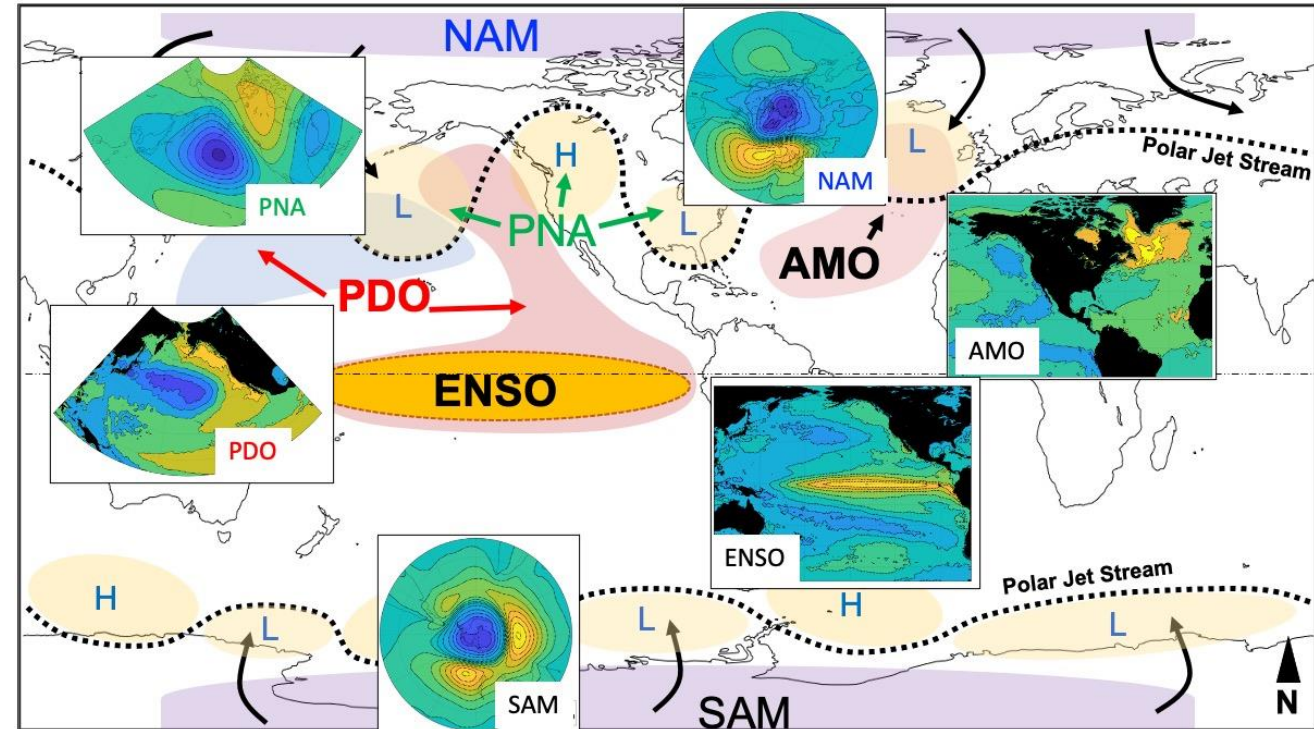 NAM
PNA
H
L
PNA
L
NAM
L
Polar Jet Stream
AMO
PDO
AMO
ENSO
PDO
ENSO
Polar Jet Stream
H
L
L
H
L
SAM
SAM
N